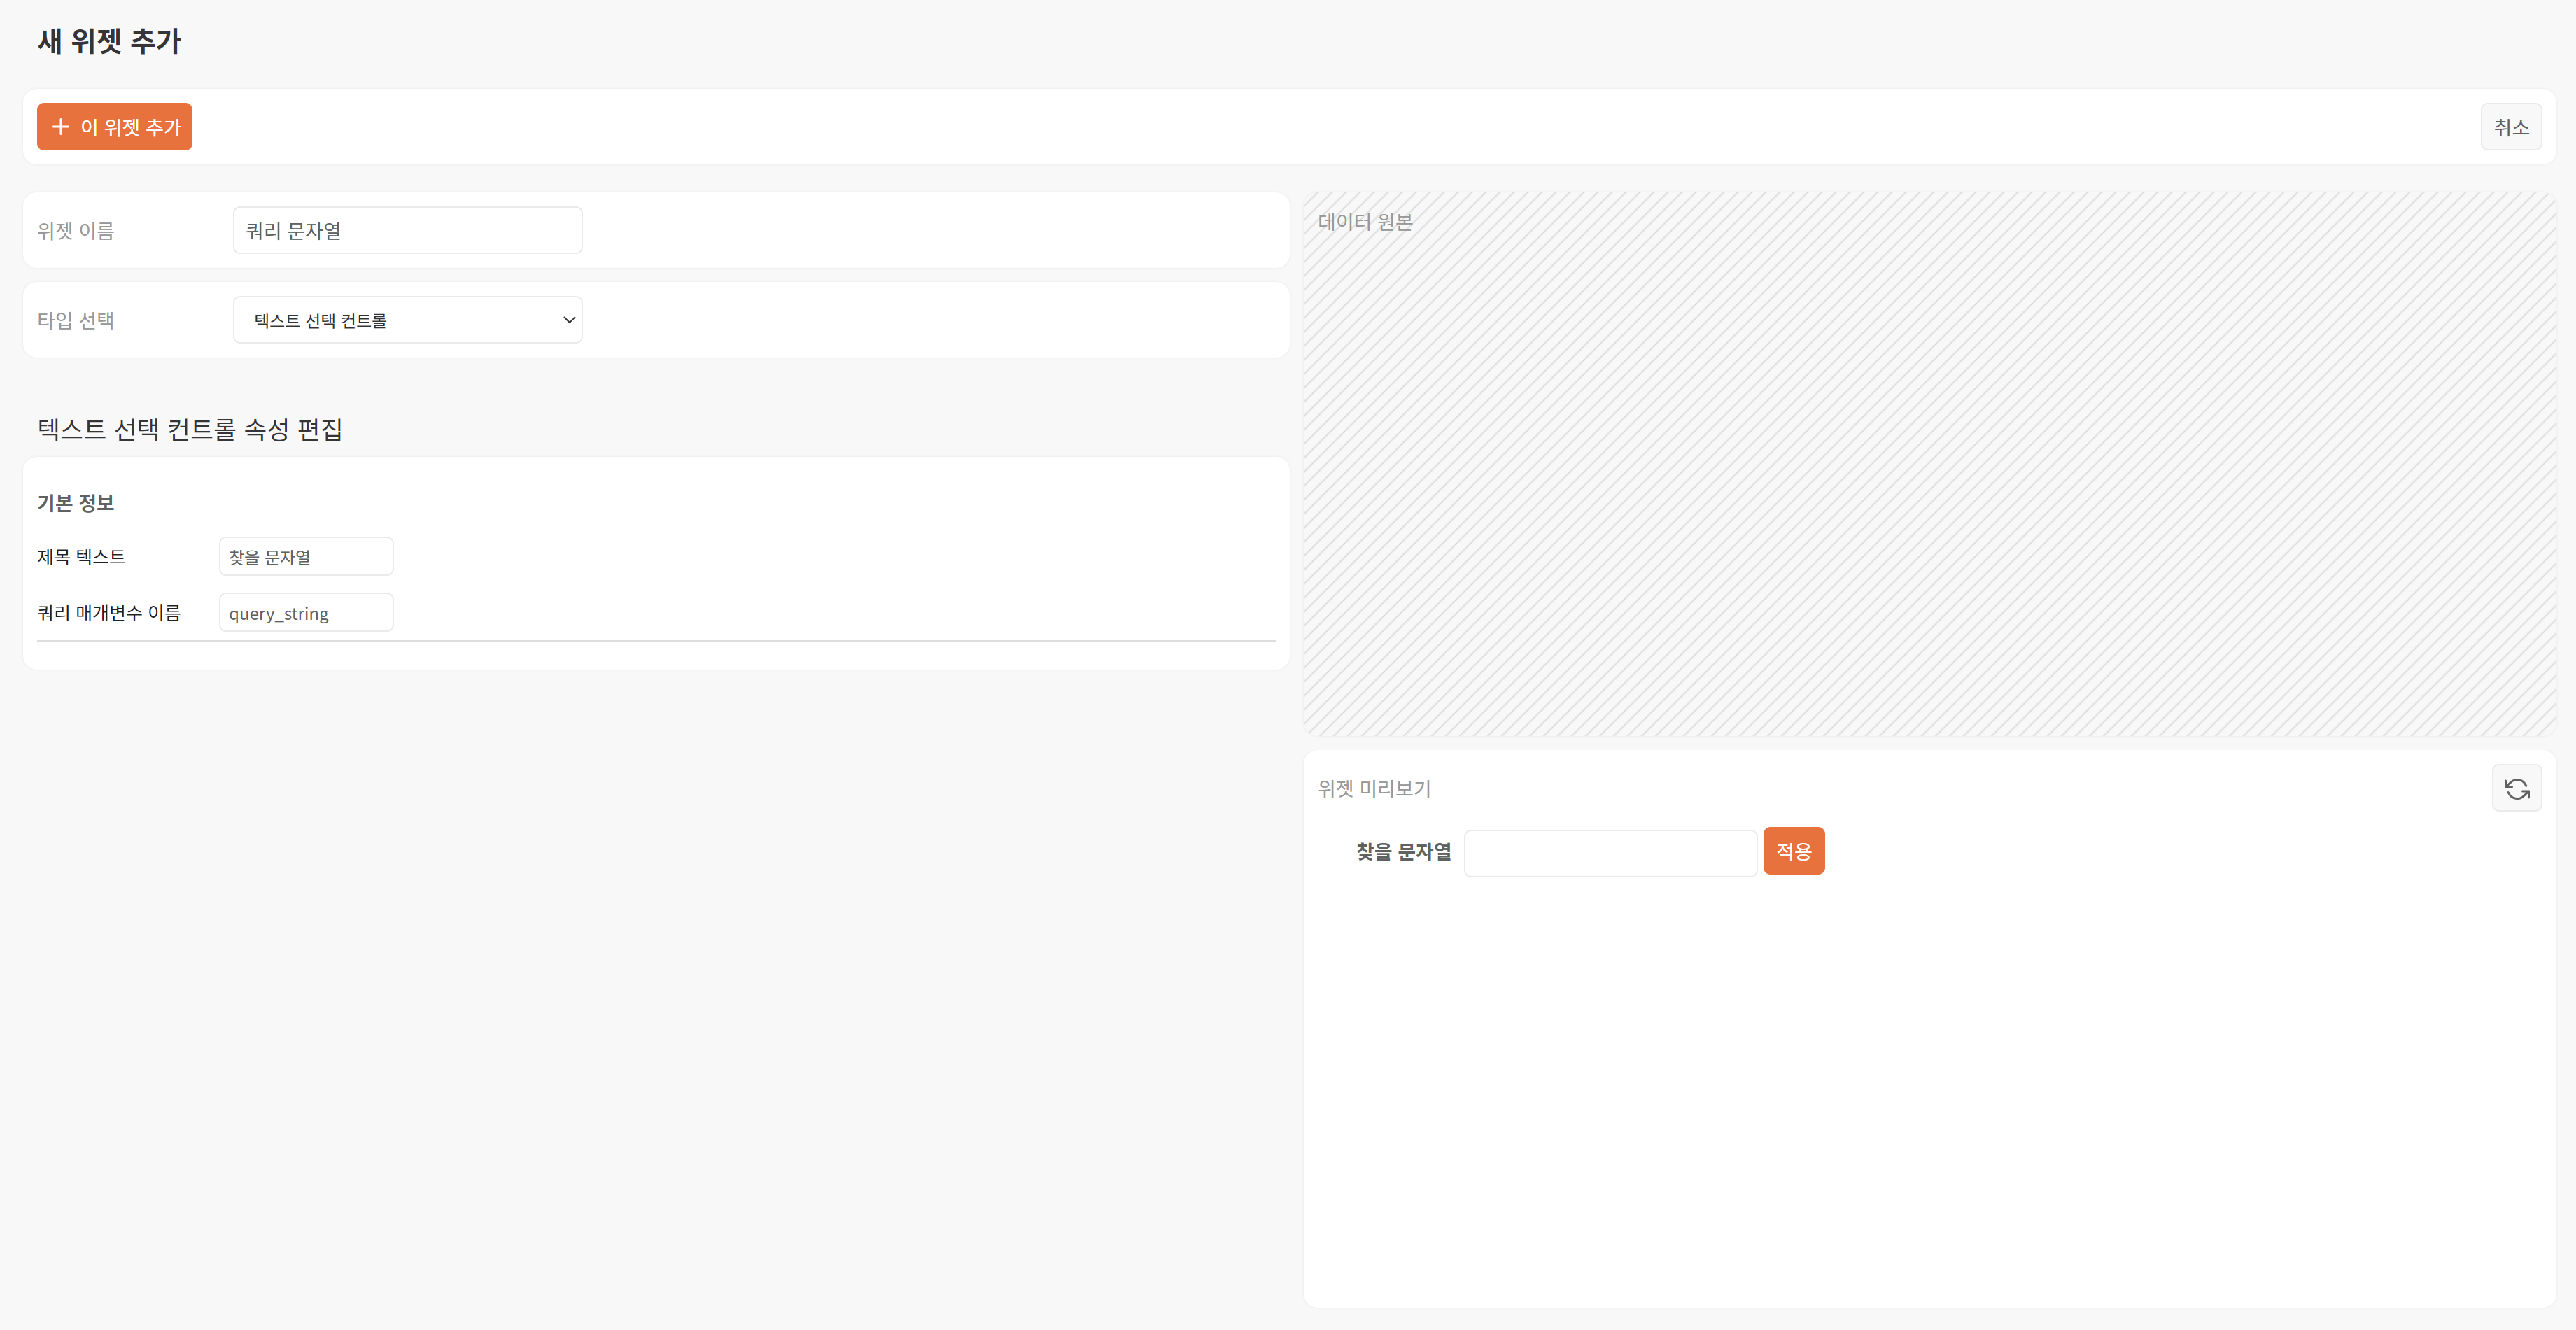 새 위젯 추가
이 위젯 추가
취소
위젯 이름
쿼리 문자열
타입 선택
텍스트 선택 컨트롤
텍스트 선택 컨트롤 속성 편집
기본 정보
제목 텍스트
찾을 문자열
쿼리 매개변수 이름
query_string
데이터 원본
위젯 미리보기
찾을 문자열
적용